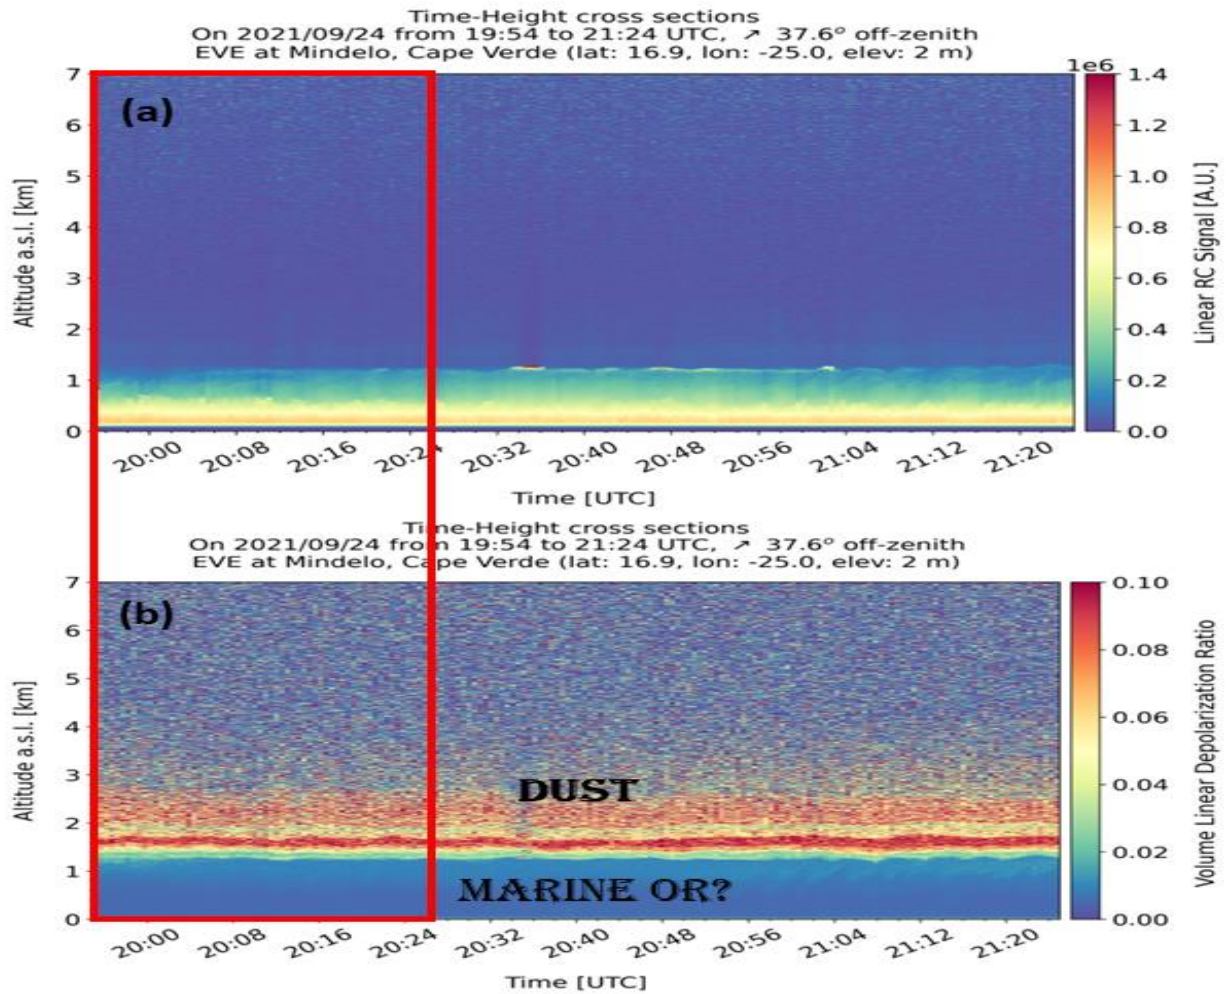 Time-Height cross sections
On 2021/09/24 from 19:54 to 21:24 UTC, ↗ 37.6° off-zenith
EVE at Mindelo, Cape Verde (lat: 16.9, lon: -25.0, elev: 2 m)
1e6
(a)
7
6
5
4
3
2
1
0
Altitude a.s.l. [km]
20:00 20:08 20:16 20:24 20:32 20:40 20:48 20:56 21:04 21:12 21:20
Time [UTC]
1.4
1.2
1.0
0.8
0.6
0.4
0.2
0.0
Linear RC Signal [A.U.]
Time-Height cross sections
On 2021/09/24 from 19:54 to 21:24 UTC, ↗ 37.6° off-zenith
EVE at Mindelo, Cape Verde (lat: 16.9, lon: -25.0, elev: 2 m)
(b)
7
6
5
4
3
2
1
0
Altitude a.s.l. [km]
DUST
MARINE OR?
20:00 20:08 20:16 20:24 20:32 20:40 20:48 20:56 21:04 21:12 21:20
Time [UTC]
0.10
0.08
0.06
0.04
0.02
0.00
Volume Linear Depolarization Ratio